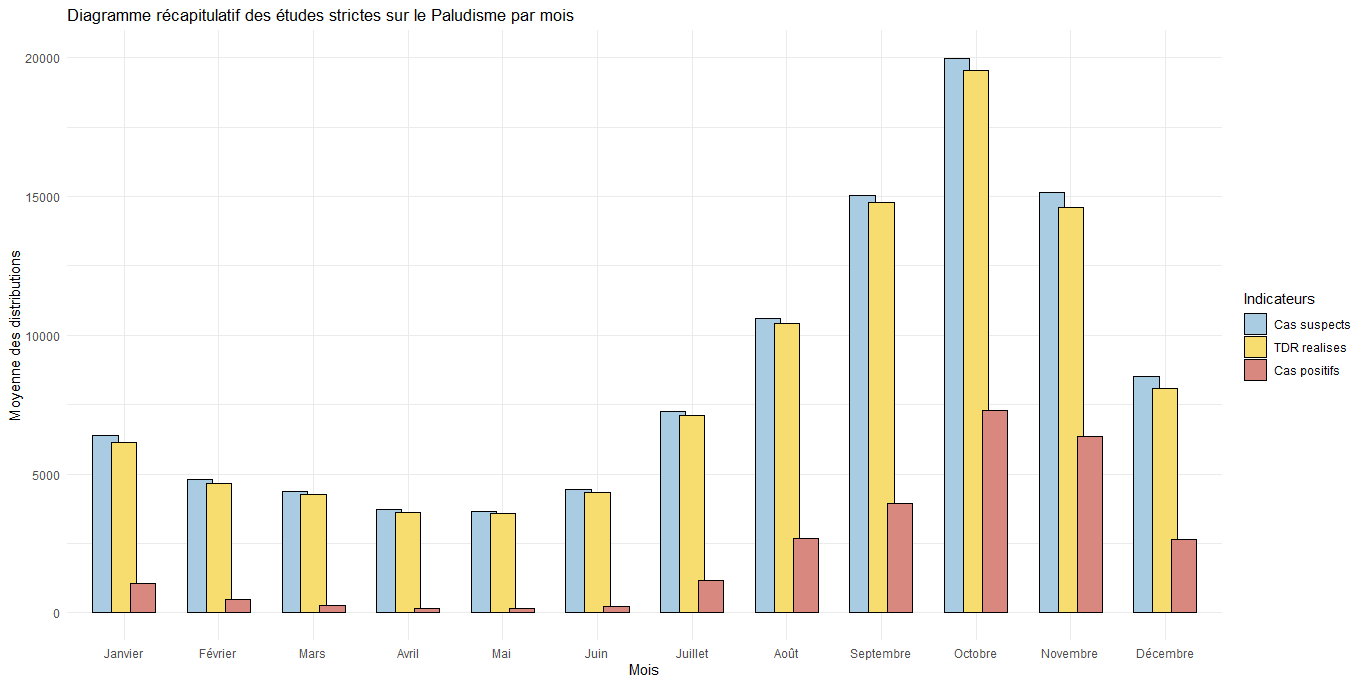 Diagramme récapitulatif des études strictes sur le Paludisme par mois
Moyenne des distributions
20000
15000
10000
5000
0
Janvier
Février
Mars
Avril
Mai
Juin
Juillet
Août
Septembre
Octobre
Novembre
Décembre
Mois
Indicateurs
Cas suspects
TDR realises
Cas positifs